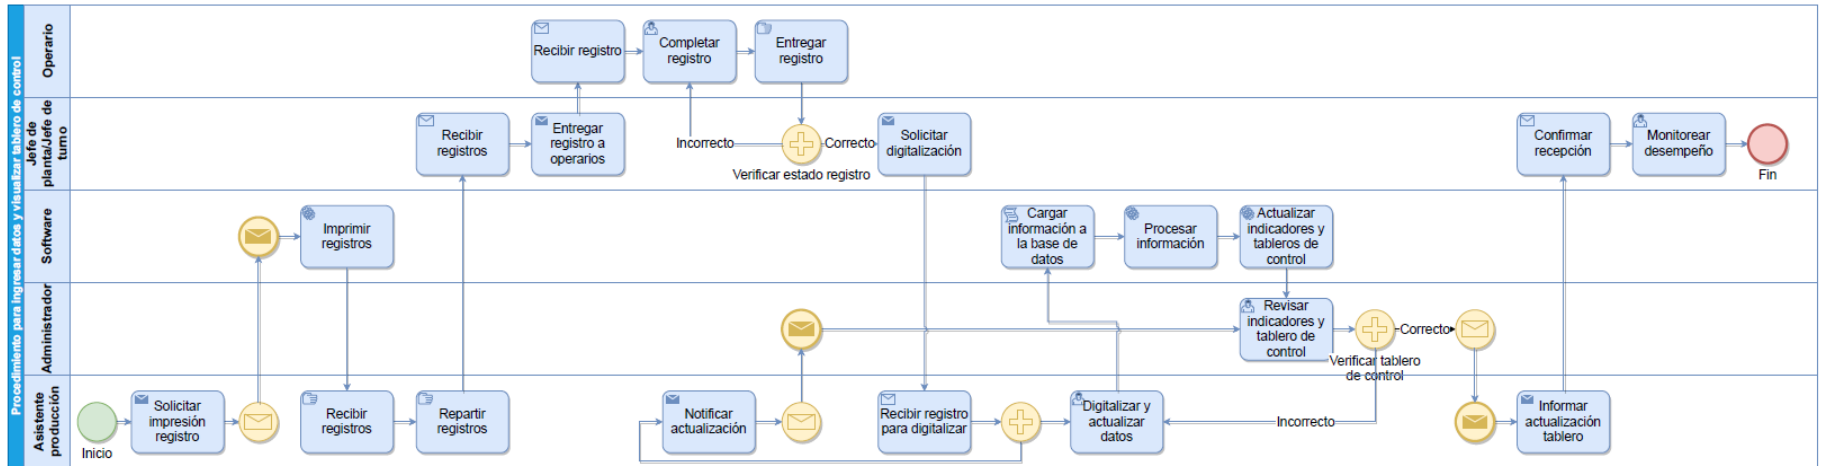 Procedimiento para ingresar datos y visualizar tablero de control
Operario
Recibir registro
Completar
registro
Entregar
registro
Jefe de
planta/Jefe de
turno
Recibir
registros
Entregar
registro a
operarios
Incorrecto
Correcto
Verificar estado registro
Solicitar
digitalización
Confirmar
recepción
Monitorear
desempeño
Fin
Software
Imprimir
registros
Cargar
información a
la base de
datos
Procesar
información
Actualizar
indicadores y
tableros de
control
Administrador
Revisar
indicadores y
tablero de
control
Correcto
Verificar tablero
de control
Asistente
producción
Inicio
Solicitar
impresión
registro
Recibir
registros
Repartir
registros
Notificar
actualización
Recibir registro
para digitalizar
Digitalizar y
actualizar
datos
Incorrecto
Informar
actualización
tablero